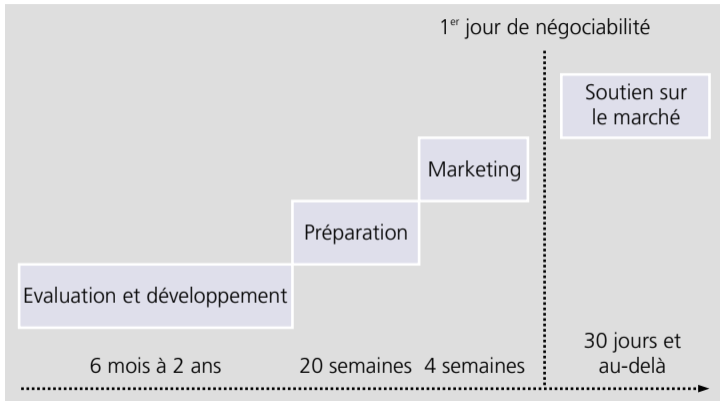 1er jour de négociabilité
Soutien sur
le marché
Marketing
Préparation
Evaluation et développement
6 mois à 2 ans
20 semaines
4 semaines
30 jours et
au-delà